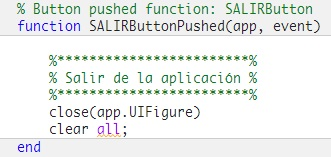 % Button pushed function: SALIRButton
function SALIRButtonPushed(app, event)
%*************************%
% Salir de la aplicación %
%*************************%
close(app.UIFigure)
clear all;
end